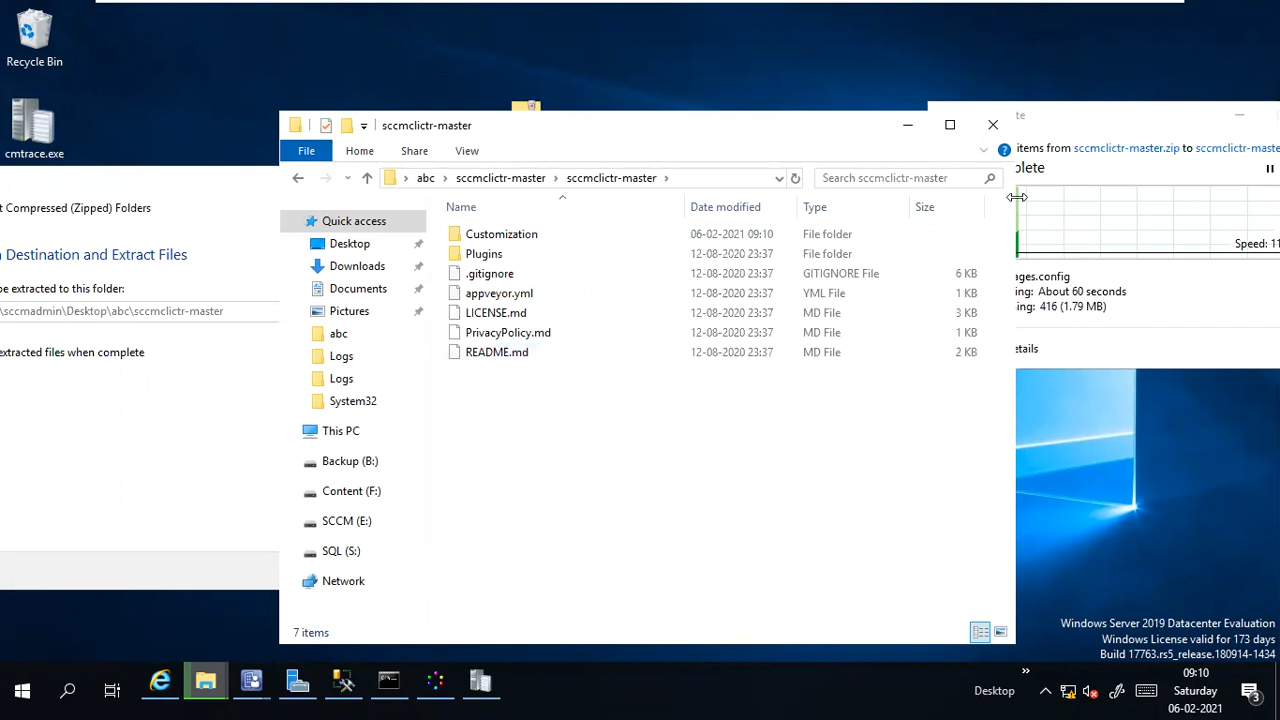 Recycle Bin
cmtrace.exe
t Compressed (Zipped) Folders
Destination and Extract Files
be extracted to this folder:
\sccmadmin\Desktop\abc\sccmclictr-master
extracted files when complete
sccmclictr-master
File
Home
Share
View
abc
sccmclictr-master
sccmclictr-master
Search sccmclictr-master
Name
Date modified
Type
Size
Quick access
Desktop
Downloads
Documents
Pictures
abc
Logs
Logs
System32
This PC
Backup (B:)
Content (F:)
SCCM (E:)
SQL (S:)
Network
Customization 06-02-2021 09:10 File folder
Plugins 12-08-2020 23:37 File folder
.gitignore 12-08-2020 23:37 GITIGNORE File 6 KB
appveyor.yml 12-08-2020 23:37 YML File 1 KB
LICENSE.md 12-08-2020 23:37 MD File 3 KB
PrivacyPolicy.md 12-08-2020 23:37 MD File 1 KB
README.md 12-08-2020 23:37 MD File 2 KB
7 items
te
items from sccmclictr-master.zip to sccmclictr-maste
plete
Speed: 11
ages.config
ing: About 60 seconds
ing: 416 (1.79 MB)
etails
Windows Server 2019 Datacenter Evaluation
Windows License valid for 173 days
Build 17763.rs5_release.180914-1434
Desktop
09:10
Saturday
06-02-2021
3